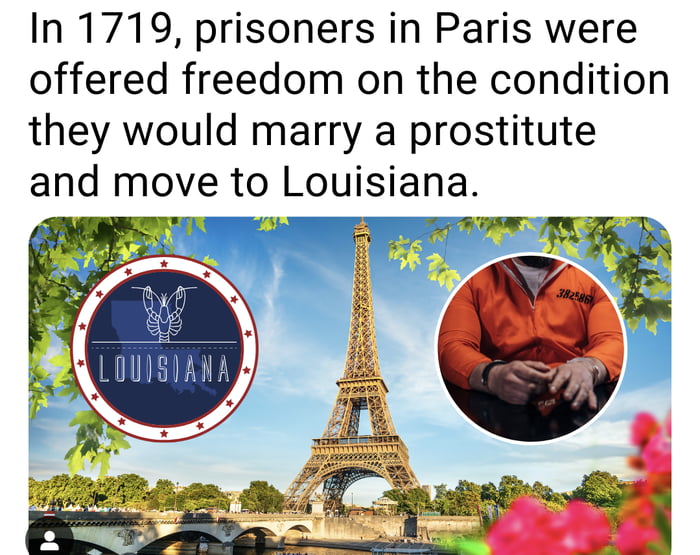 In 1719, prisoners in Paris were
offered freedom on the condition
they would marry a prostitute
and move to Louisiana.
LOUISIANA